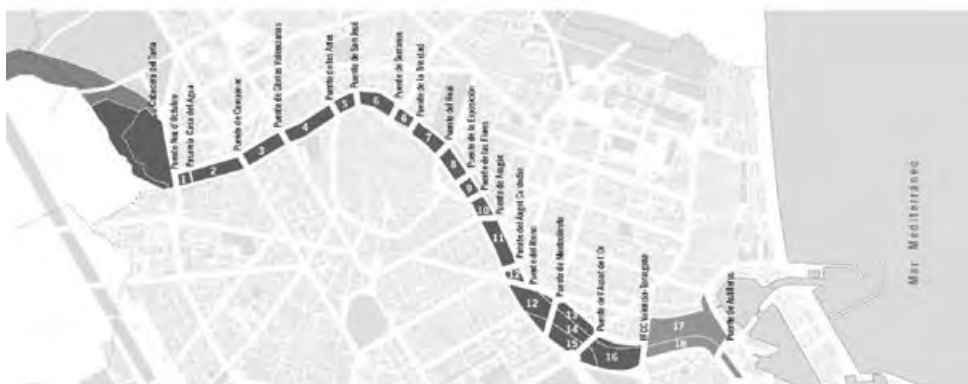 Cabecera del Turia
Puente Nou d'Octubre
Pasarela Casa del Agua
Puente de Campanar
Puente de Glorias Valencianas
Puente de las Artes
Puente de San José
Puente de Serranos
Puente de la Trinidad
Puente del Real
Puente de la Exposición
Puente de las Flores
Puente de Aragón
Puente del Ángel Custodio
Puente del Reino
Puente de Monteolivete
Puente de l'Assut de l'Or
FFCC Valencia-Tarragona
Puente de Astilleros
Mar Mediterráneo
1
2
3
4
5
6
7
8
9
10
11
12
13
14
15
16
17
18